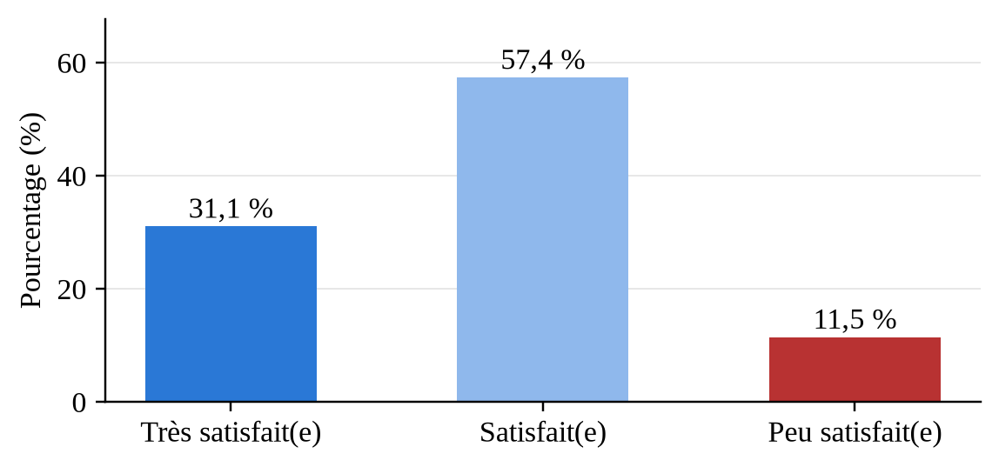 Pourcentage (%)
60
40
20
0
31,1 %
57,4 %
11,5 %
Très satisfait(e)
Satisfait(e)
Peu satisfait(e)